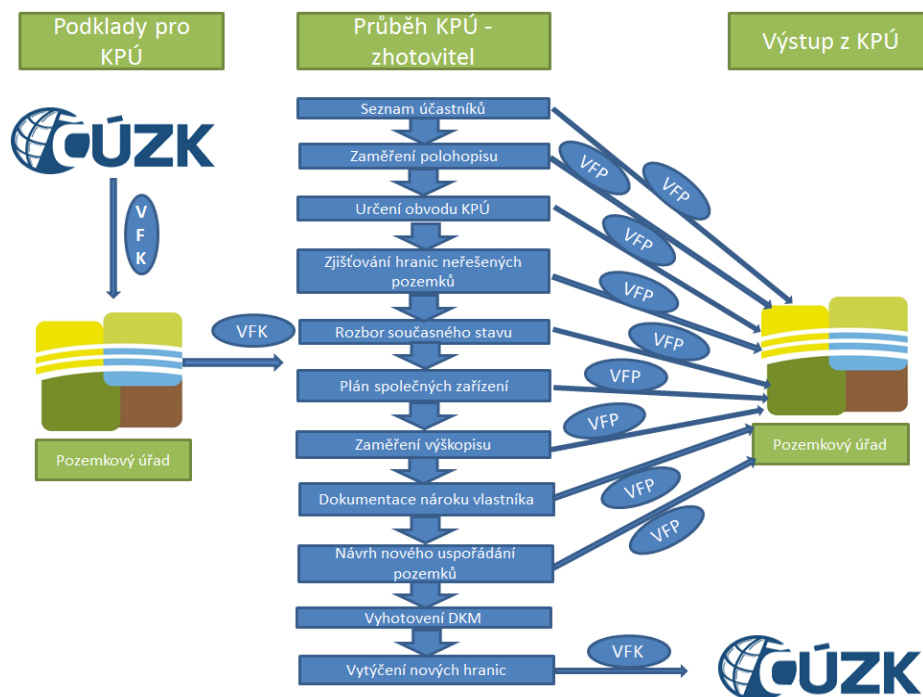 Podklady pro
KPÚ
Průběh KPÚ -
zhotovitel
Výstup z KPÚ
ČÚZK
V
F
K
Pozemkový úřad
VFK
Seznam účastníků
Zaměření polohopisu
Určení obvodu KPÚ
Zjišťování hranic neřešených
pozemků
Rozbor současného stavu
Plán společných zařízení
Zaměření výškopisu
Dokumentace nároku vlastníka
Návrh nového uspořádání
pozemků
Vyhotovení DKM
Vytýčení nových hranic
VFP
VFP
VFP
VFP
VFP
VFP
VFP
VFP
VFP
Pozemkový úřad
VFK
ČÚZK